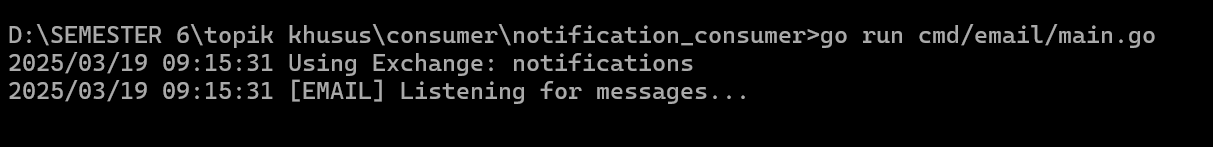 D:\SEMESTER 6\topik khusus\consumer\notification_consumer>go run cmd/email/main.go
2025/03/19 09:15:31 Using Exchange: notifications
2025/03/19 09:15:31 [EMAIL] Listening for messages...